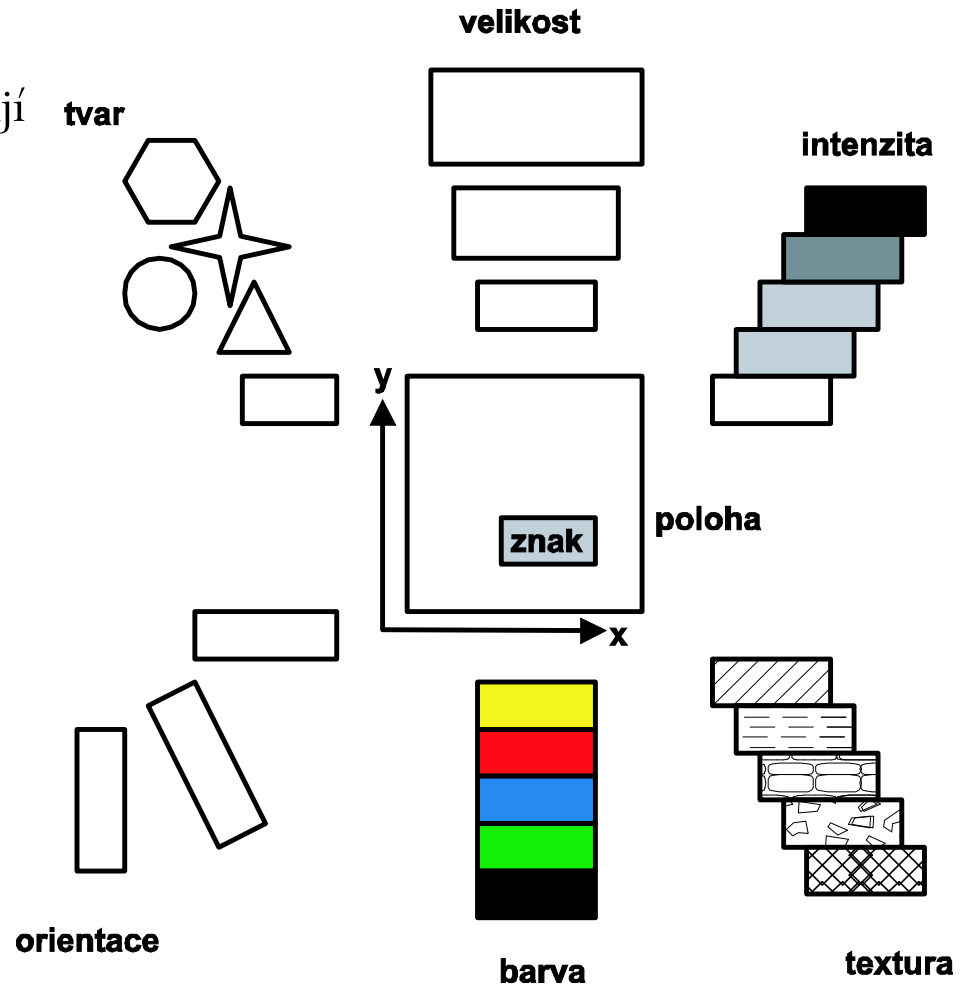 velikost
jí
tvar
intenzita
y
poloha
znak
x
orientace
barva
textura